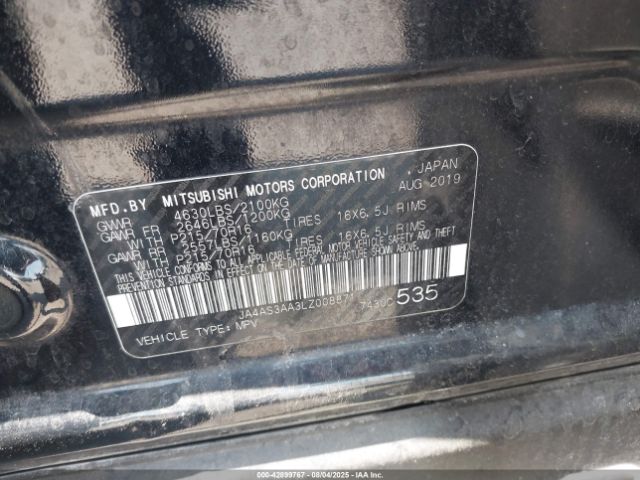 MFD.BY MITSUBISHI MOTORS CORPORATION , JAPAN
AUG 2019
GVWR 4630LBS/2100KG
GAWR FR 2646LBS/1200KG
WITH P215/70R16 TIRES 16X6.5J RIMS
GAWR RR 2557LBS/1160KG
WITH P215/70R16 TIRES 16X6.5J RIMS
THIS VEHICLE CONFORMS TO ALL APPLICABLE FEDERAL MOTOR VEHICLE SAFETY AND
THEFT PREVENTION STANDARDS IN EFFECT ON THE DATE OF MANUFACTURE SHOWN ABOVE.
JA4AS3AA3LZ008871 7430C 535
VEHICLE TYPE:MPV
000-42899767 - 08/04/2025 - IAA Inc.